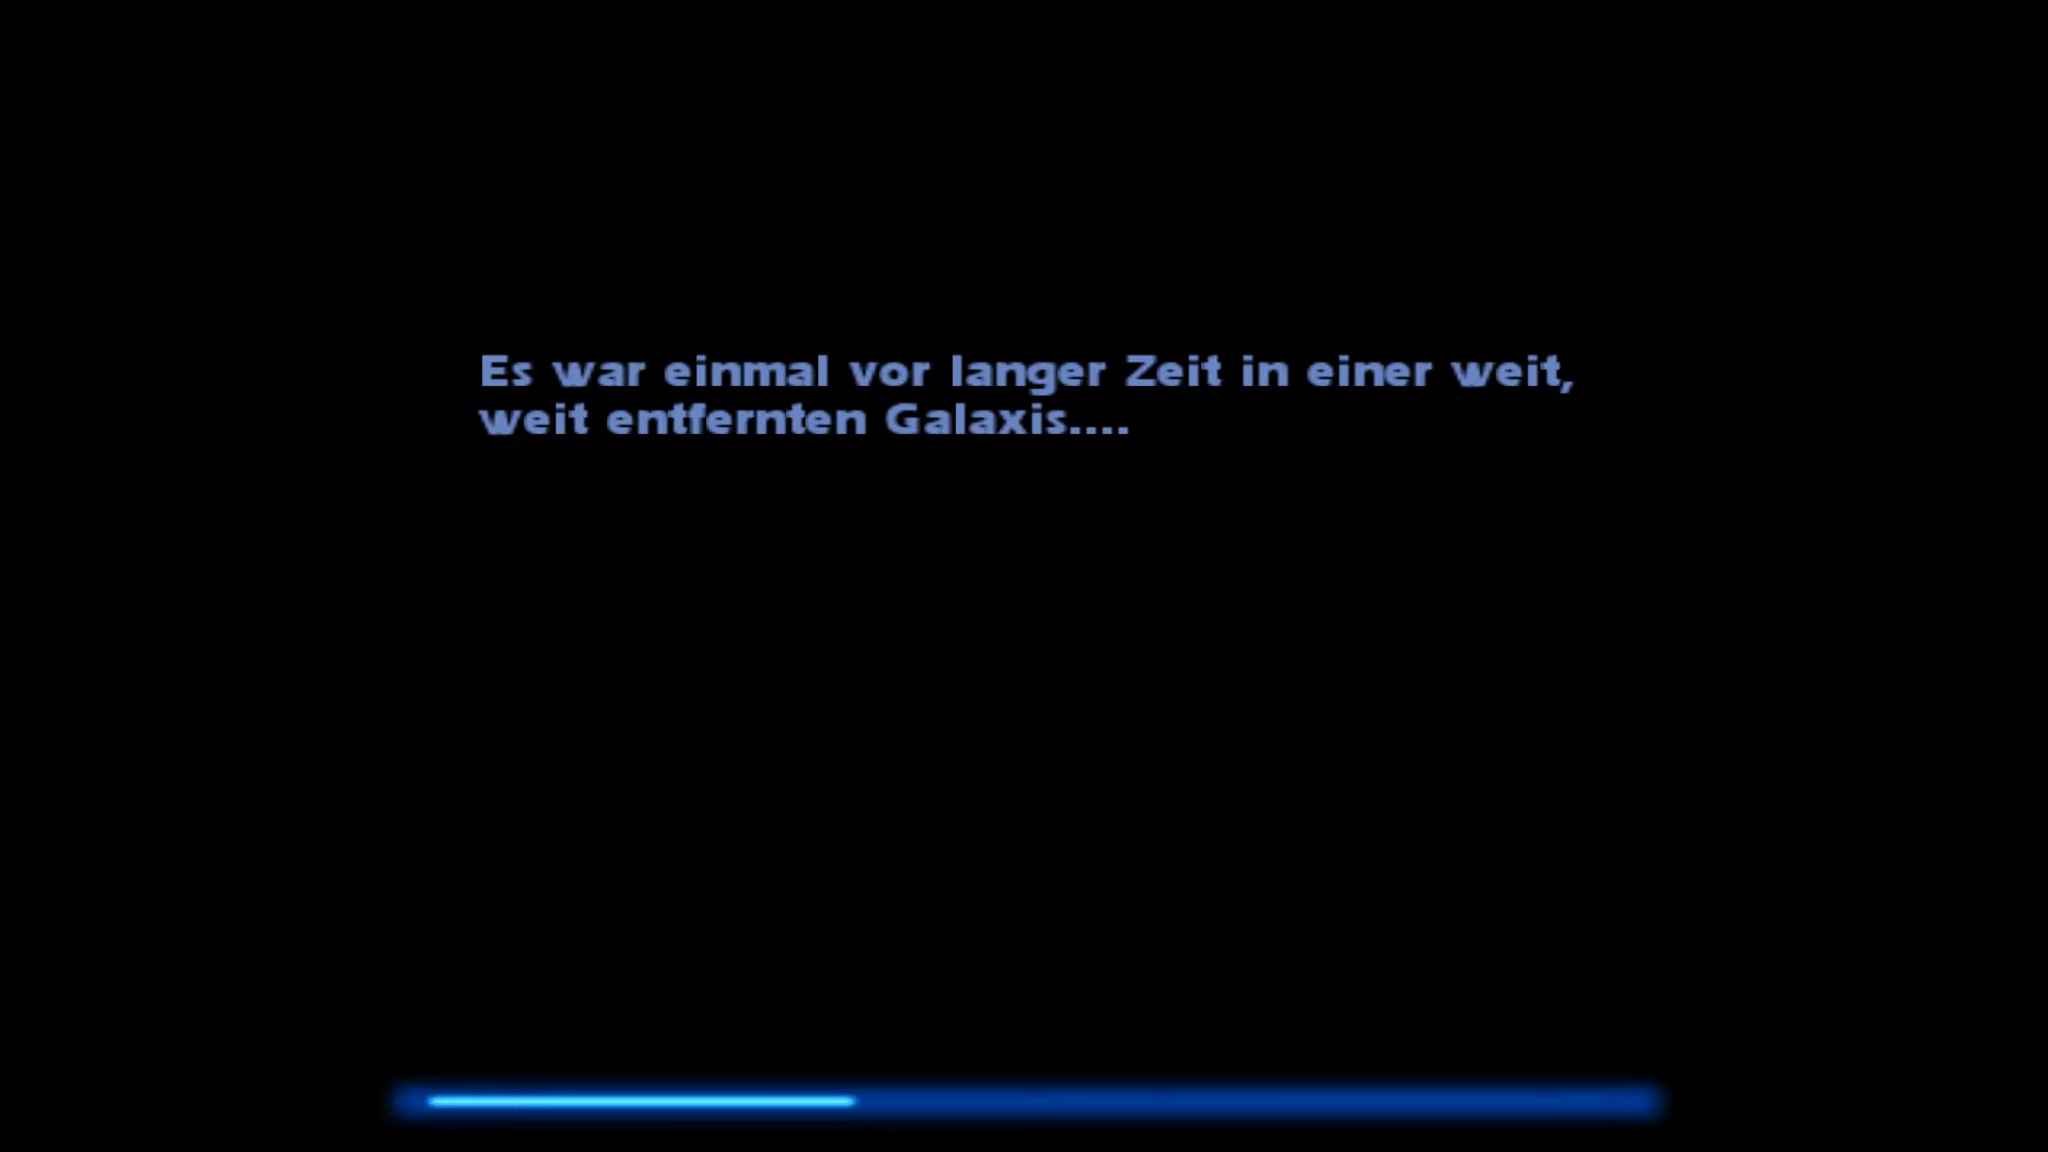 Es war einmal vor langer Zeit in einer weit,
weit entfernten Galaxis....